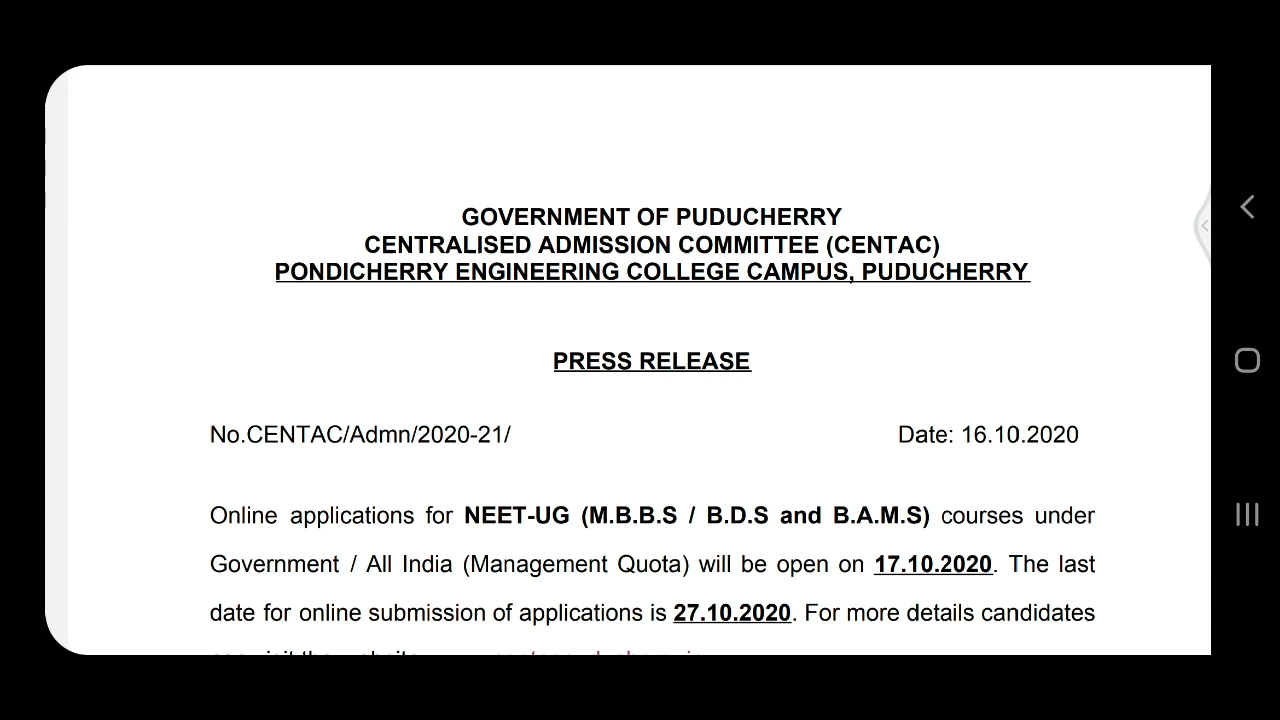 GOVERNMENT OF PUDUCHERRY
CENTRALISED ADMISSION COMMITTEE (CENTAC)
PONDICHERRY ENGINEERING COLLEGE CAMPUS, PUDUCHERRY
PRESS RELEASE
No.CENTAC/Admn/2020-21/ Date: 16.10.2020
Online applications for NEET-UG (M.B.B.S / B.D.S and B.A.M.S) courses under
Government / All India (Management Quota) will be open on 17.10.2020. The last
date for online submission of applications is 27.10.2020. For more details candidates